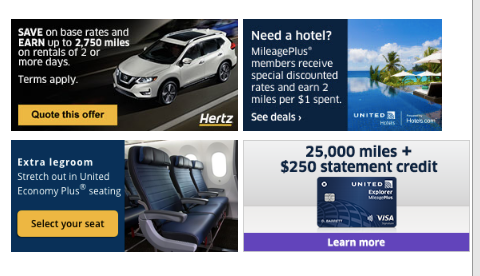 SAVE on base rates and
EARN up to 2,750 miles
on rentals of 2 or
more days.
Terms apply.
Quote this offer
Hertz
Need a hotel?
MileagePlus®
members receive
special discounted
rates and earn 2
miles per $1 spent.
See deals ›
UNITED
Hotels
Hotels.com
Extra legroom
Stretch out in United
Economy Plus® seating
Select your seat
25,000 miles +
$250 statement credit
UNITED
Explorer
MileagePlus
VISA
Learn more